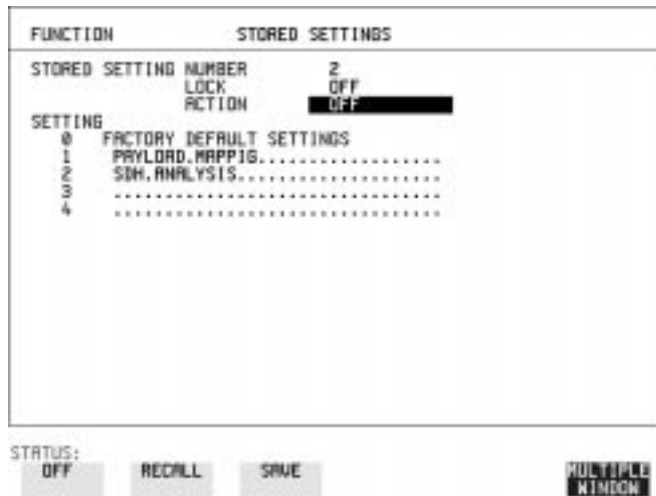 FUNCTION STORED SETTINGS
STORED SETTING NUMBER 2
LOCK OFF
ACTION OFF
SETTING
0 FACTORY DEFAULT SETTINGS
1 PAYLOAD.MAPPIG..................
2 SDH.ANALYSIS....................
3 ................................
4 ................................
STATUS:
OFF RECALL SAVE MULTIPLE WINDOW